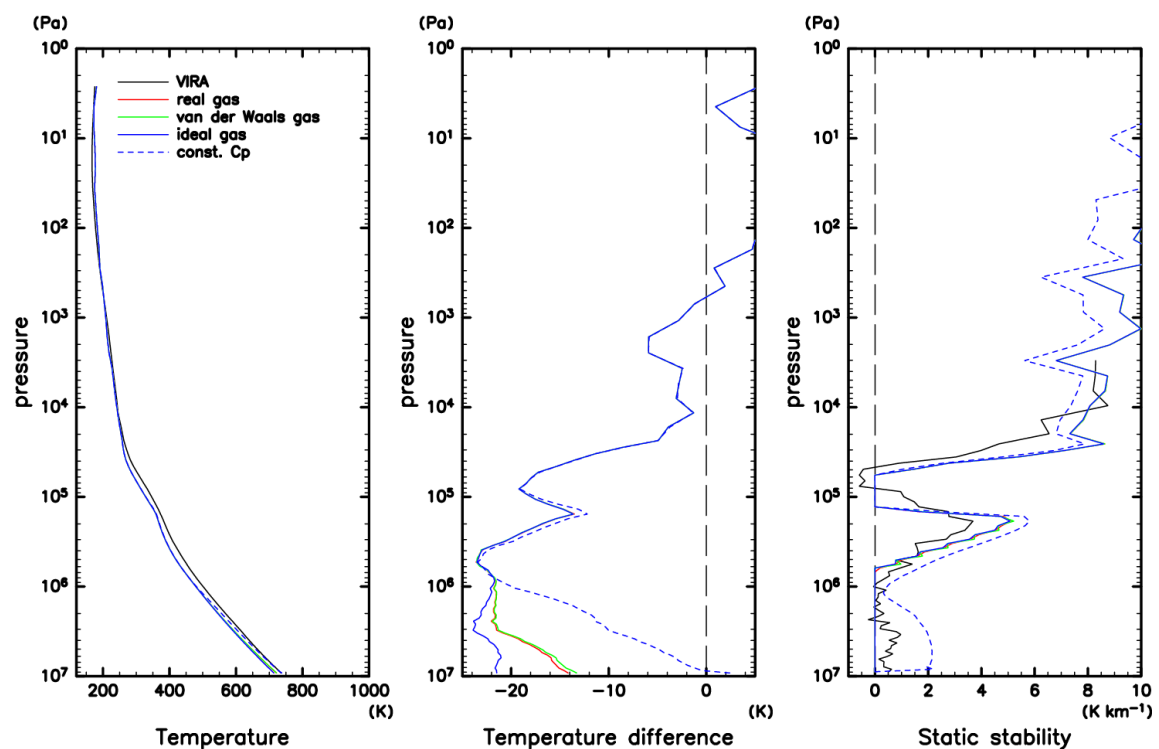 (Pa)
10⁰
10¹
10²
10³
10⁴
10⁵
10⁶
10⁷
pressure
VIRA
real gas
van der Waals gas
ideal gas
const. Cp
200 400 600 800 1000
(K)
Temperature
(Pa)
10⁰
10¹
10²
10³
10⁴
10⁵
10⁶
10⁷
pressure
−20 −10 0
(K)
Temperature difference
(Pa)
10⁰
10¹
10²
10³
10⁴
10⁵
10⁶
10⁷
pressure
0 2 4 6 8 10
(K km⁻¹)
Static stability